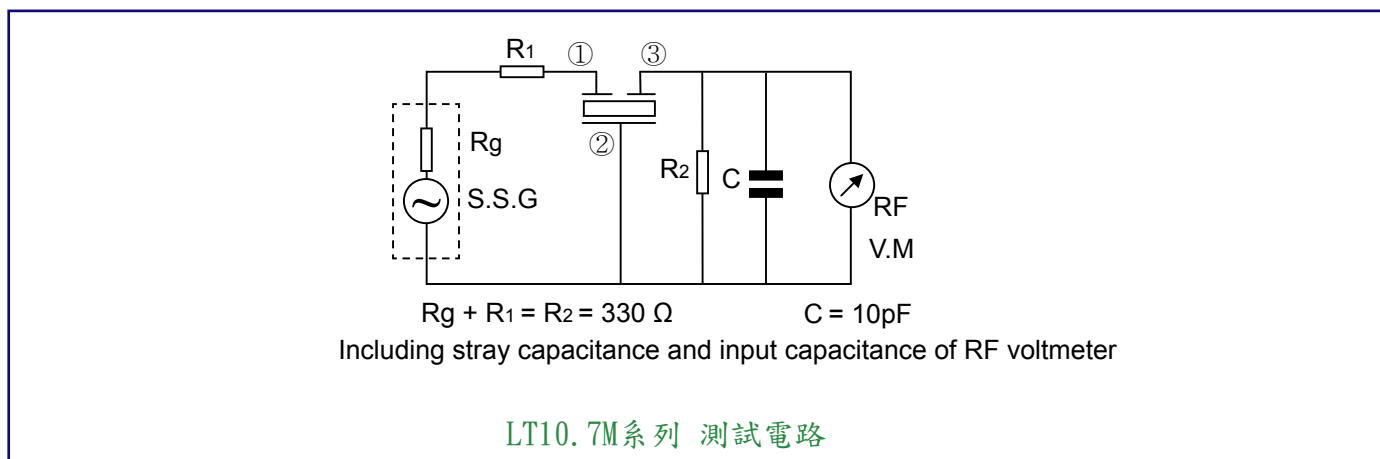 R1
①
③
Rg
②
S.S.G
R2
C
RF
V.M
Rg + R1 = R2 = 330 Ω
C = 10pF
Including stray capacitance and input capacitance of RF voltmeter
LT10.7M系列 測試電路